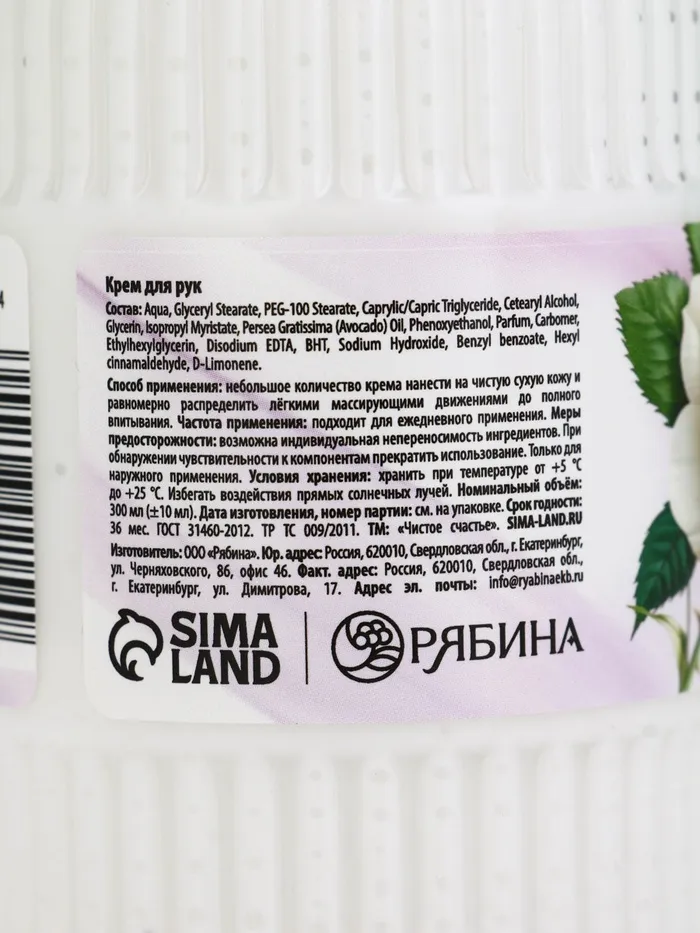 Крем для рук
Состав: Aqua, Glyceryl Stearate, PEG-100 Stearate, Caprylic/Capric Triglyceride, Cetearyl Alcohol,
Glycerin, Isopropyl Myristate, Persea Gratissima (Avocado) Oil, Phenoxyethanol, Parfum, Carbomer,
Ethylhexylglycerin, Disodium EDTA, BHT, Sodium Hydroxide, Benzyl benzoate, Hexyl
cinnamaldehyde, D-Limonene.
Способ применения: небольшое количество крема нанести на чистую сухую кожу и
равномерно распределить лёгкими массирующими движениями до полного
впитывания. Частота применения: подходит для ежедневного применения. Меры
предосторожности: возможна индивидуальная непереносимость ингредиентов. При
обнаружении чувствительности к компонентам прекратить использование. Только для
наружного применения. Условия хранения: хранить при температуре от +5 °С
до +25 °С. Избегать воздействия прямых солнечных лучей. Номинальный объём:
300 мл (±10 мл). Дата изготовления, номер партии: см. на упаковке. Срок годности:
36 мес. ГОСТ 31460-2012. ТР ТС 009/2011. ТМ: «Чистое счастье». SIMA-LAND.RU
Изготовитель: ООО «Рябина». Юр. адрес: Россия, 620010, Свердловская обл., г. Екатеринбург,
ул. Черняховского, 86, офис 46. Факт. адрес: Россия, 620010, Свердловская обл.,
г. Екатеринбург, ул. Димитрова, 17. Адрес эл. почты: info@ryabinaekb.ru
SIMA
LAND
РЯБИНА